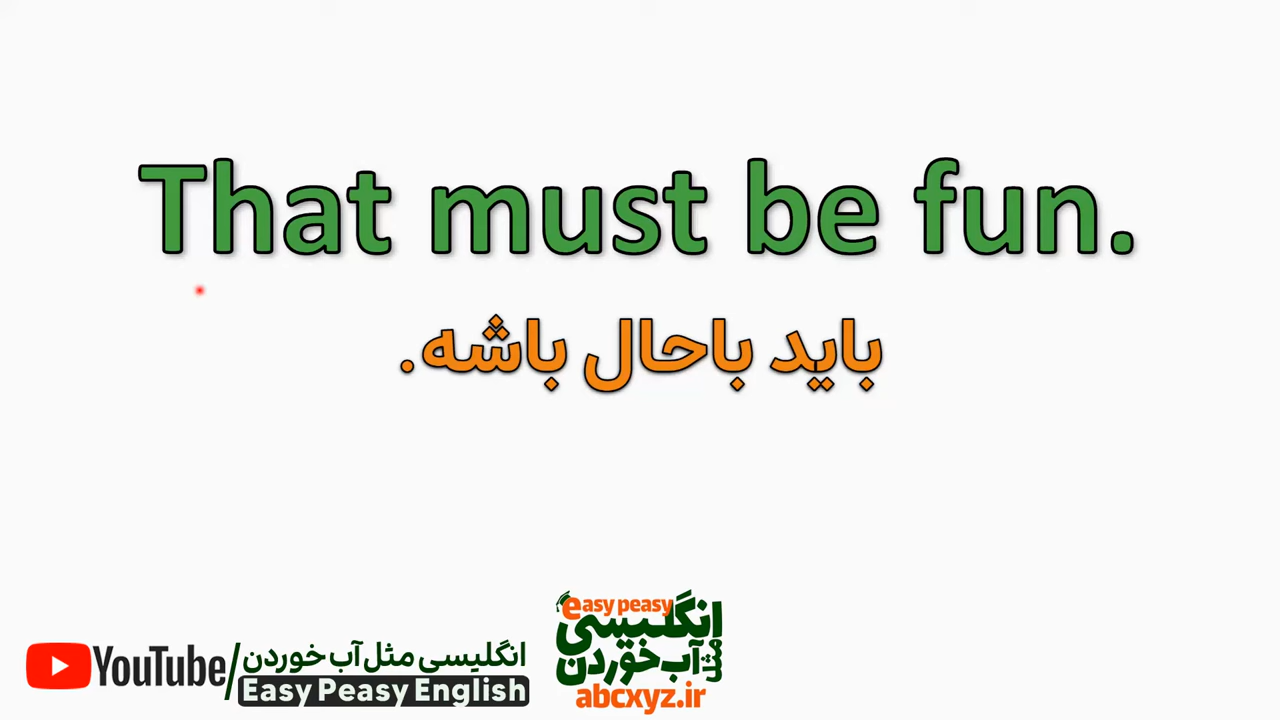 That must be fun.
باید باحال باشه.
YouTube/انگلیسی مثل آب خوردن
Easy Peasy English
easy peasy
انگلیسی
مثل
آب خوردن
abcxyz.ir